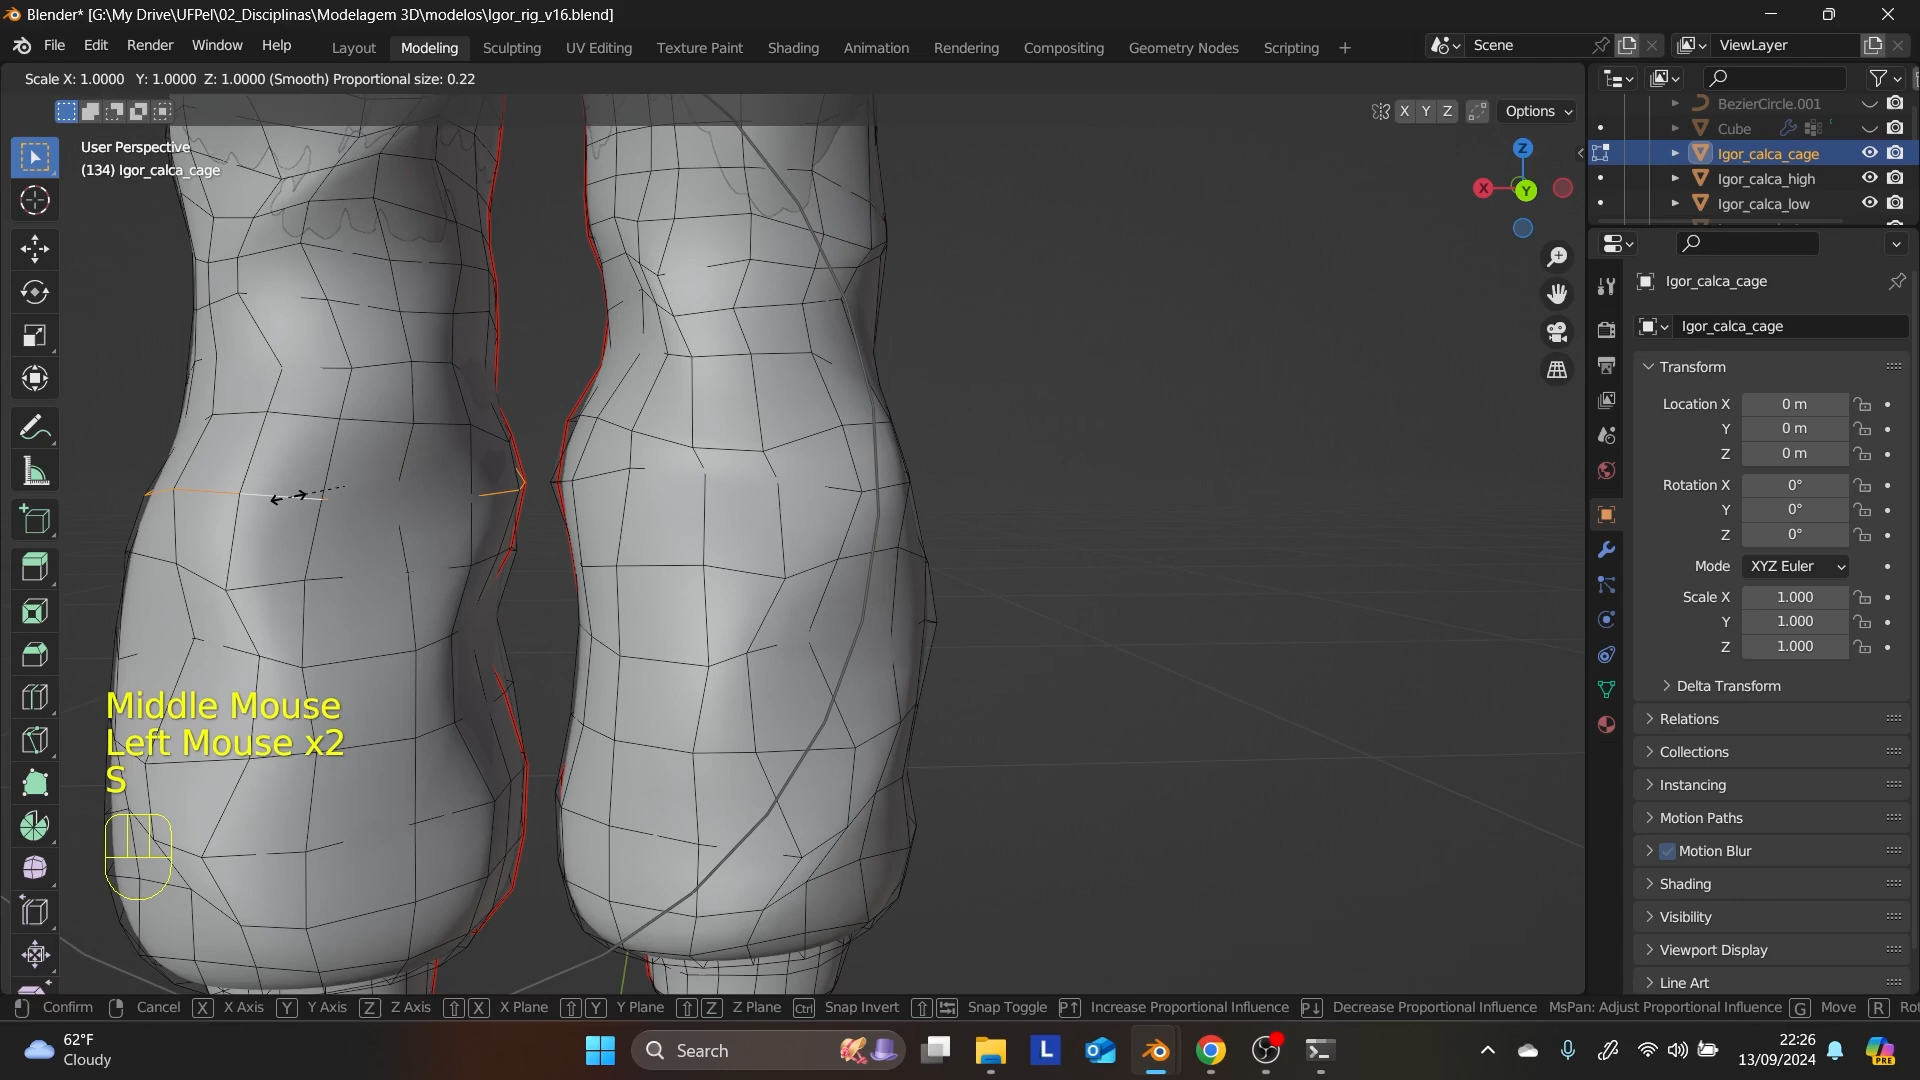 Blender* [G:\My Drive\UFPel\02_Disciplinas\Modelagem 3D\modelos\Igor_rig_v16.blend]
File Edit Render Window Help Layout Modeling Sculpting UV Editing Texture Paint Shading Animation Rendering Compositing Geometry Nodes Scripting + Scene ViewLayer
Scale X: 1.0000 Y: 1.0000 Z: 1.0000 (Smooth) Proportional size: 0.22
X Y Z Options
User Perspective
(134) Igor_calca_cage
Z
X
Y
BezierCircle.001
Cube
Igor_calca_cage
Igor_calca_high
Igor_calca_low
Igor_calca_cage
Igor_calca_cage
Transform
Location X 0 m
Y 0 m
Z 0 m
Rotation X 0°
Y 0°
Z 0°
Mode XYZ Euler
Scale X 1.000
Y 1.000
Z 1.000
Delta Transform
Relations
Collections
Instancing
Motion Paths
Motion Blur
Shading
Visibility
Viewport Display
Line Art
Middle Mouse
Left Mouse x2
S
Confirm Cancel X X Axis Y Y Axis Z Z Axis X X Plane Y Y Plane Z Z Plane Ctrl Snap Invert Snap Toggle P↑ Increase Proportional Influence P↓ Decrease Proportional Influence MsPan: Adjust Proportional Influence G Move R Rot
62°F
Cloudy
Search
L
PRE
22:26
13/09/2024